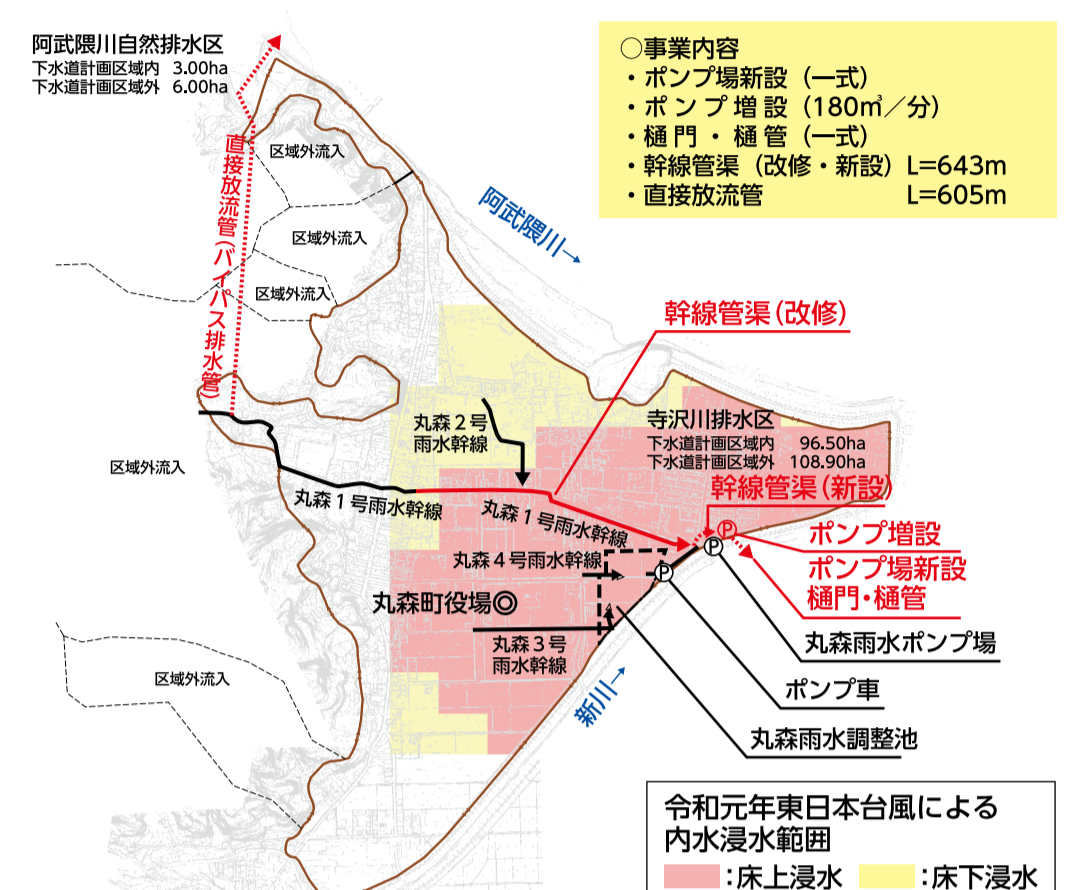 阿武隈川自然排水区
下水道計画区域内 3.00ha
下水道計画区域外 6.00ha
○事業内容
・ポンプ場新設（一式）
・ポンプ増設（180㎥／分）
・樋門・樋管（一式）
・幹線管渠（改修・新設）L=643m
・直接放流管 L=605m
直接放流管(バイパス排水管)
区域外流入
区域外流入
区域外流入
阿武隈川→
幹線管渠（改修）
丸森２号
雨水幹線
寺沢川排水区
下水道計画区域内 96.50ha
下水道計画区域外 108.90ha
区域外流入
幹線管渠（新設）
丸森１号雨水幹線
丸森１号雨水幹線
Ⓟ
ポンプ増設
Ⓟ
丸森４号雨水幹線
Ⓟ
ポンプ場新設
樋門・樋管
丸森町役場◎
丸森３号
雨水幹線
丸森雨水ポンプ場
区域外流入
新川→
ポンプ車
丸森雨水調整池
令和元年東日本台風による
内水浸水範囲
：床上浸水 ：床下浸水